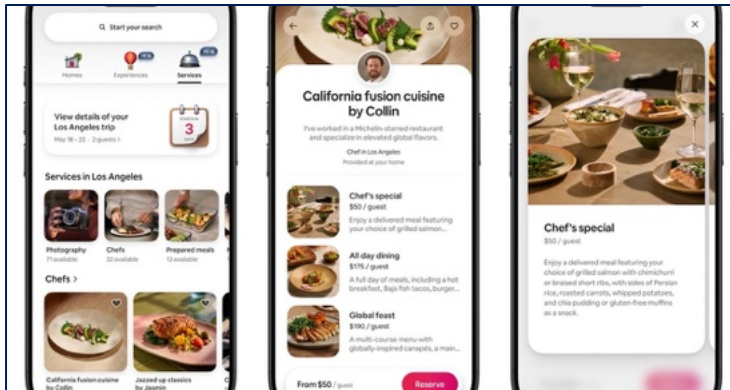 Start your search
Homes
Experiences
Services
View details of your
Los Angeles trip
May 18 – 22 · 2 guests >
3
Services in Los Angeles
Photography
Chefs
Prepared meals
71 available
32 available
12 available
Chefs >
California fusion cuisine
by Collin
Jazzed up classics
by Jasmin
California fusion cuisine
by Collin
I've worked in a Michelin-starred restaurant
and specialize in elevated global flavors.
Chef in Los Angeles
Provided at your home
Chef's special
$50 / guest
Enjoy a delivered meal featuring
your choice of grilled salmon...
All day dining
$175 / guest
A full day of meals, including a hot
breakfast, Baja fish tacos, burger...
Global feast
$190 / guest
A multi-course menu with
globally-inspired canapés, a main...
From $50 / guest
Reserve
Chef's special
$50 / guest
Enjoy a delivered meal featuring your
choice of grilled salmon with chimichurri
or braised short ribs, with sides of Persian
rice, roasted carrots, whipped potatoes,
and chia pudding or gluten-free muffins
as a snack.